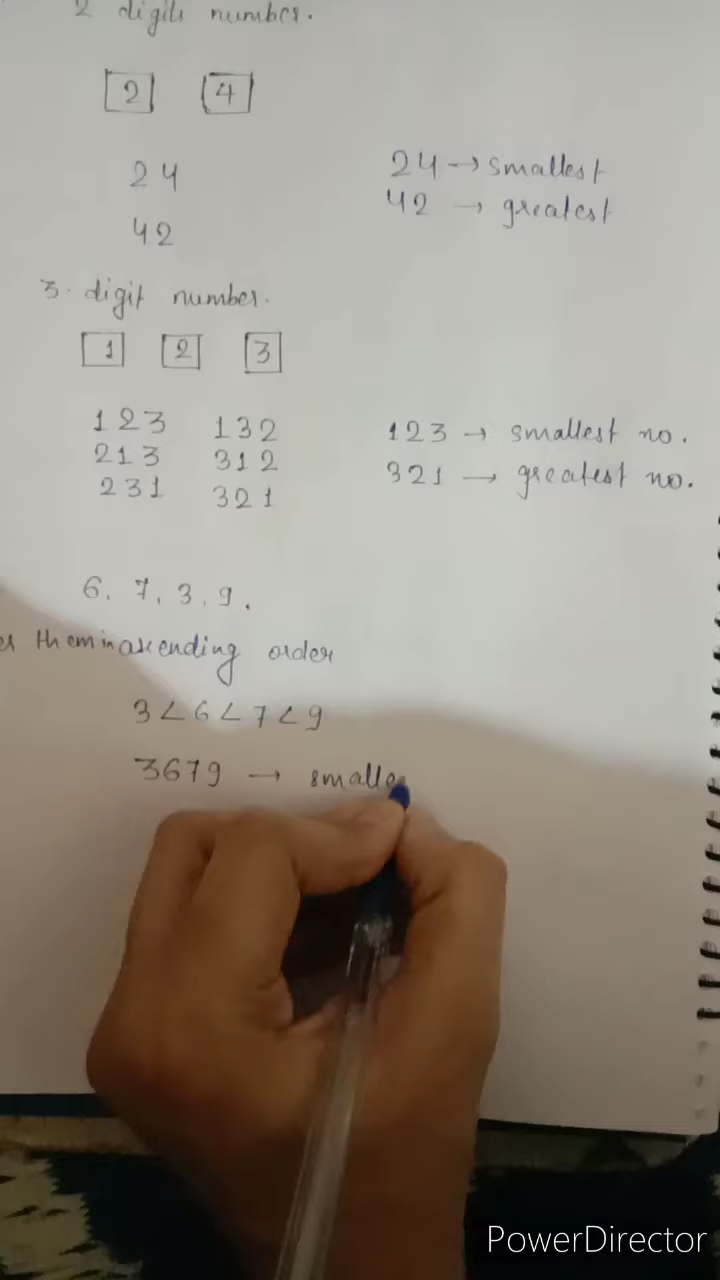 2 digits number.
2 4
24
42
24 → smallest
42 → greatest
3. digit number.
1 2 3
123 132
213 312
231 321
123 → smallest no.
321 → greatest no.
6, 7, 3, 9.
them in ascending order
3 < 6 < 7 < 9
3679 → smalle
PowerDirector